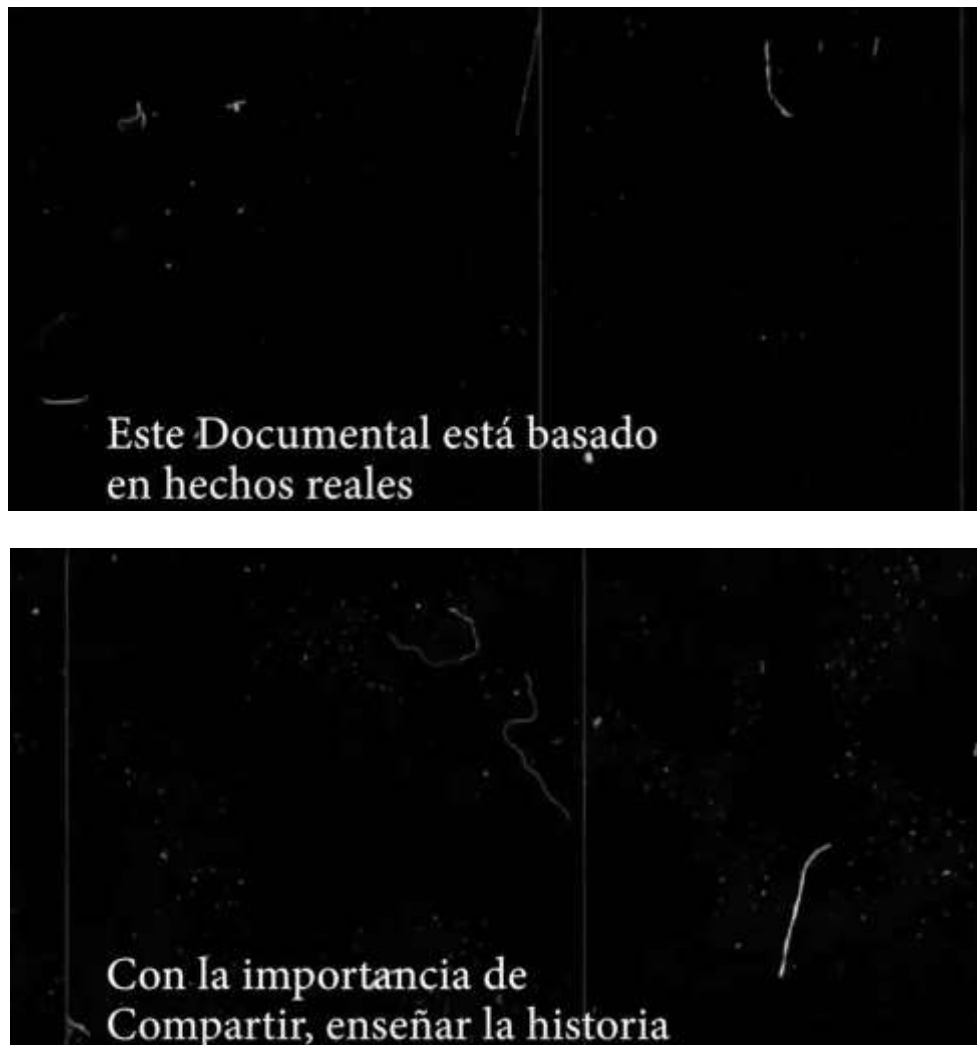 Este Documental está basado
en hechos reales
Con la importancia de
Compartir, enseñar la historia